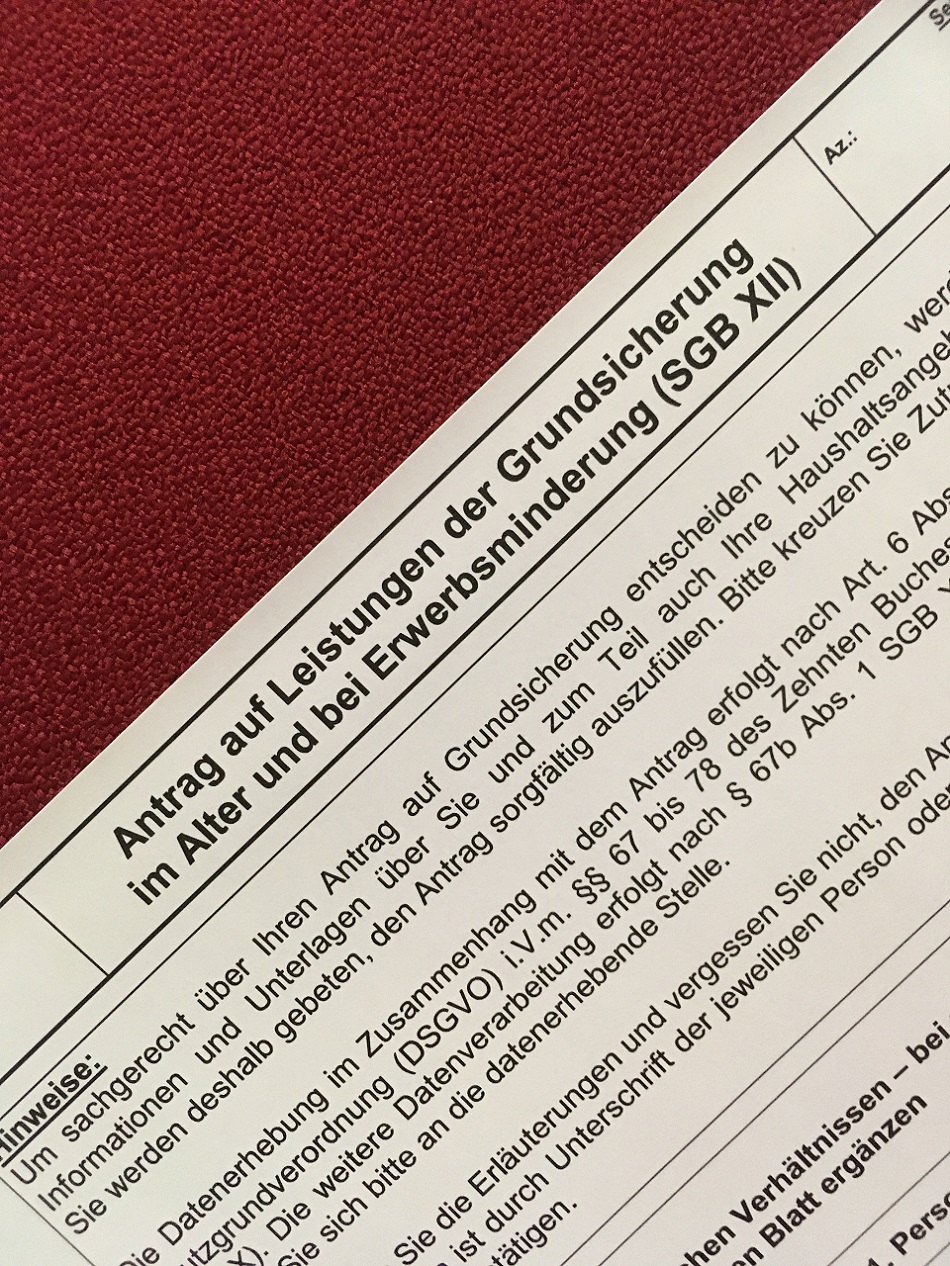 Se
Az.:
Antrag auf Leistungen der Grundsicherung
im Alter und bei Erwerbsminderung (SGB XII)
Hinweise:
Um sachgerecht über Ihren Antrag auf Grundsicherung entscheiden zu können, werd
Informationen und Unterlagen über Sie und zum Teil auch Ihre Haushaltsangeh
Sie werden deshalb gebeten, den Antrag sorgfältig auszufüllen. Bitte kreuzen Sie Zut
Die Datenerhebung im Zusammenhang mit dem Antrag erfolgt nach Art. 6 Abs
utzgrundverordnung (DSGVO) i.V.m. §§ 67 bis 78 des Zehnten Buches
X). Die weitere Datenverarbeitung erfolgt nach § 67b Abs. 1 SGB
Sie sich bitte an die datenerhebende Stelle.
Sie die Erläuterungen und vergessen Sie nicht, den An
ist durch Unterschrift der jeweiligen Person oder
tätigen.
chen Verhältnissen – bei
en Blatt ergänzen
1. Perso